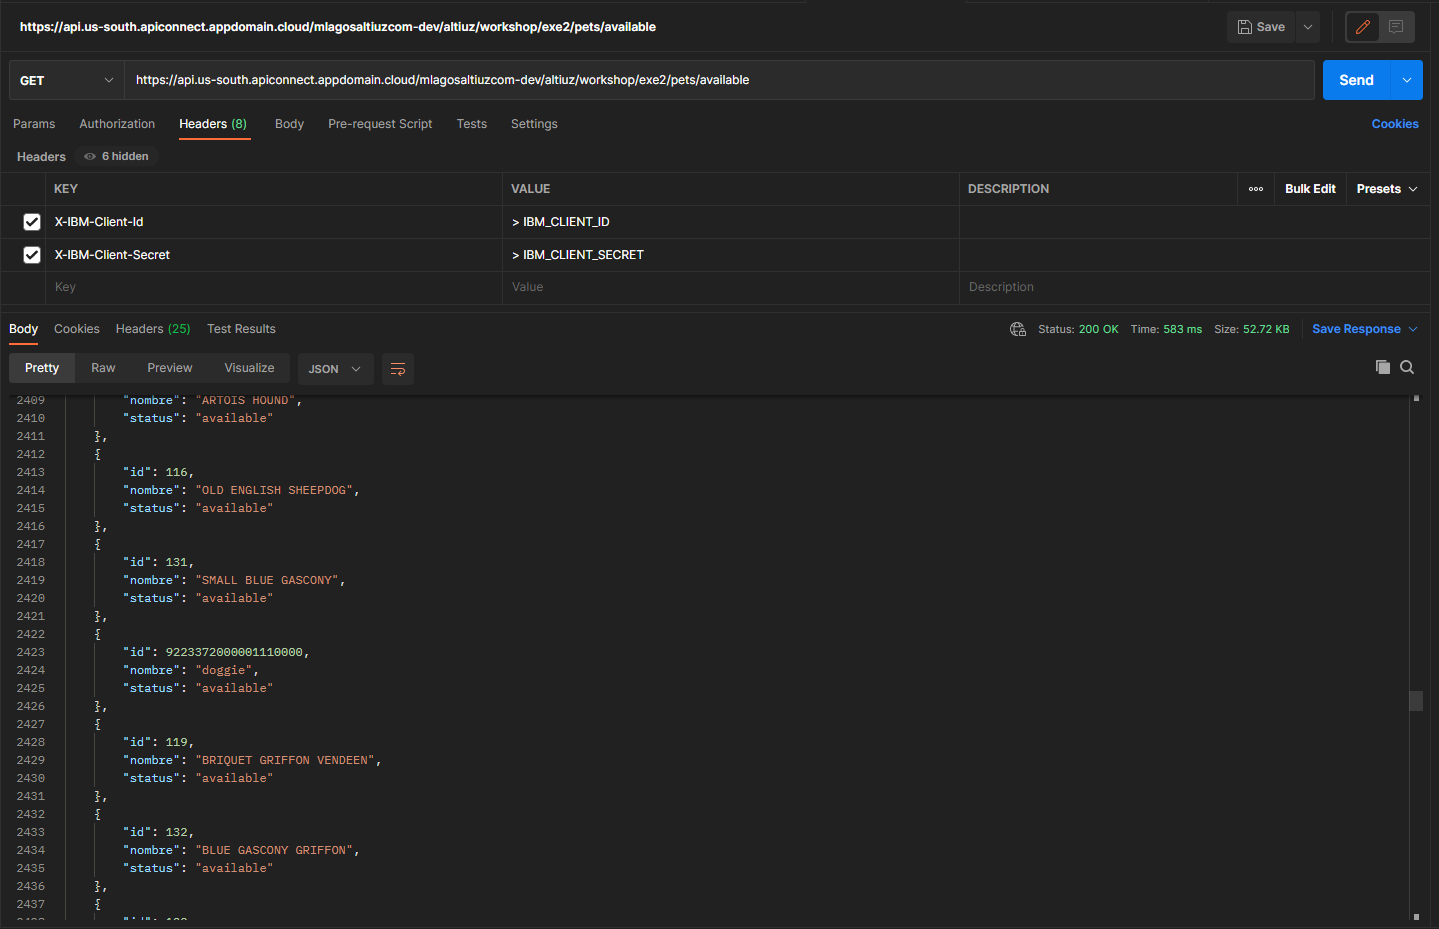 https://api.us-south.apiconnect.appdomain.cloud/mlagosaltiuzcom-dev/altiuz/workshop/exe2/pets/available
Save
GET
https://api.us-south.apiconnect.appdomain.cloud/mlagosaltiuzcom-dev/altiuz/workshop/exe2/pets/available
Send
Params Authorization Headers (8) Body Pre-request Script Tests Settings Cookies
Headers 6 hidden
KEY VALUE DESCRIPTION ooo Bulk Edit Presets
X-IBM-Client-Id > IBM_CLIENT_ID
X-IBM-Client-Secret > IBM_CLIENT_SECRET
Key Value Description
Body Cookies Headers (25) Test Results Status: 200 OK Time: 583 ms Size: 52.72 KB Save Response
Pretty Raw Preview Visualize JSON
2409 "nombre": "ARTOIS HOUND",
2410 "status": "available"
2411 },
2412 {
2413 "id": 116,
2414 "nombre": "OLD ENGLISH SHEEPDOG",
2415 "status": "available"
2416 },
2417 {
2418 "id": 131,
2419 "nombre": "SMALL BLUE GASCONY",
2420 "status": "available"
2421 },
2422 {
2423 "id": 9223372000001110000,
2424 "nombre": "doggie",
2425 "status": "available"
2426 },
2427 {
2428 "id": 119,
2429 "nombre": "BRIQUET GRIFFON VENDEEN",
2430 "status": "available"
2431 },
2432 {
2433 "id": 132,
2434 "nombre": "BLUE GASCONY GRIFFON",
2435 "status": "available"
2436 },
2437 {